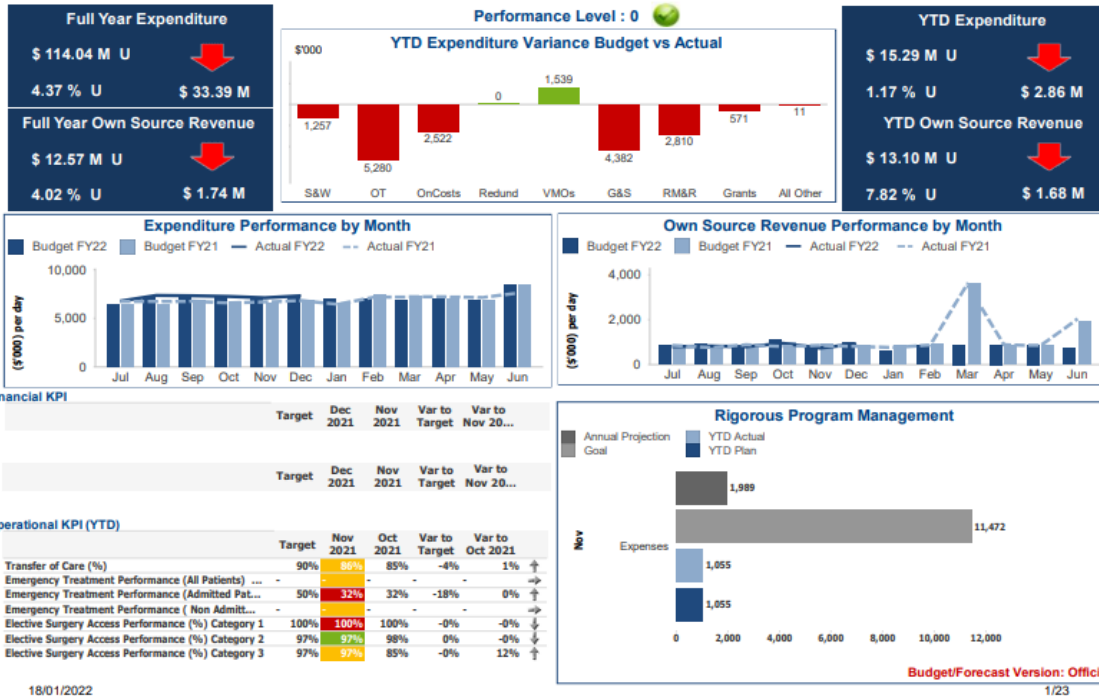 Full Year Expenditure
$ 114.04 M U
4.37 % U $ 33.39 M
Full Year Own Source Revenue
$ 12.57 M U
4.02 % U $ 1.74 M
Performance Level : 0
YTD Expenditure Variance Budget vs Actual
$'000
1,257
5,280
2,522
0
1,539
4,382
2,810
571
11
S&W OT OnCosts Redund VMOs G&S RM&R Grants All Other
YTD Expenditure
$ 15.29 M U
1.17 % U $ 2.86 M
YTD Own Source Revenue
$ 13.10 M U
7.82 % U $ 1.68 M
Expenditure Performance by Month
Budget FY22 Budget FY21 Actual FY22 Actual FY21
($'000) per day
10,000
5,000
0
Jul Aug Sep Oct Nov Dec Jan Feb Mar Apr May Jun
Own Source Revenue Performance by Month
Budget FY22 Budget FY21 Actual FY22 Actual FY21
($'000) per day
4,000
2,000
0
Jul Aug Sep Oct Nov Dec Jan Feb Mar Apr May Jun
nancial KPI
Target Dec 2021 Nov 2021 Var to Target Var to Nov 20...
Target Dec 2021 Nov 2021 Var to Target Var to Nov 20...
perational KPI (YTD)
Target Nov 2021 Oct 2021 Var to Target Var to Oct 2021
Transfer of Care (%) 90% 86% 85% -4% 1%
Emergency Treatment Performance (All Patients) ... - - - - -
Emergency Treatment Performance (Admitted Pat... 50% 32% 32% -18% 0%
Emergency Treatment Performance ( Non Admitt... - - - - -
Elective Surgery Access Performance (%) Category 1 100% 100% 100% -0% -0%
Elective Surgery Access Performance (%) Category 2 97% 97% 98% 0% -0%
Elective Surgery Access Performance (%) Category 3 97% 97% 85% -0% 12%
Rigorous Program Management
Annual Projection YTD Actual
Goal YTD Plan
Nov
Expenses
1,989
11,472
1,055
1,055
0 2,000 4,000 6,000 8,000 10,000 12,000
Budget/Forecast Version: Offici
18/01/2022
1/23